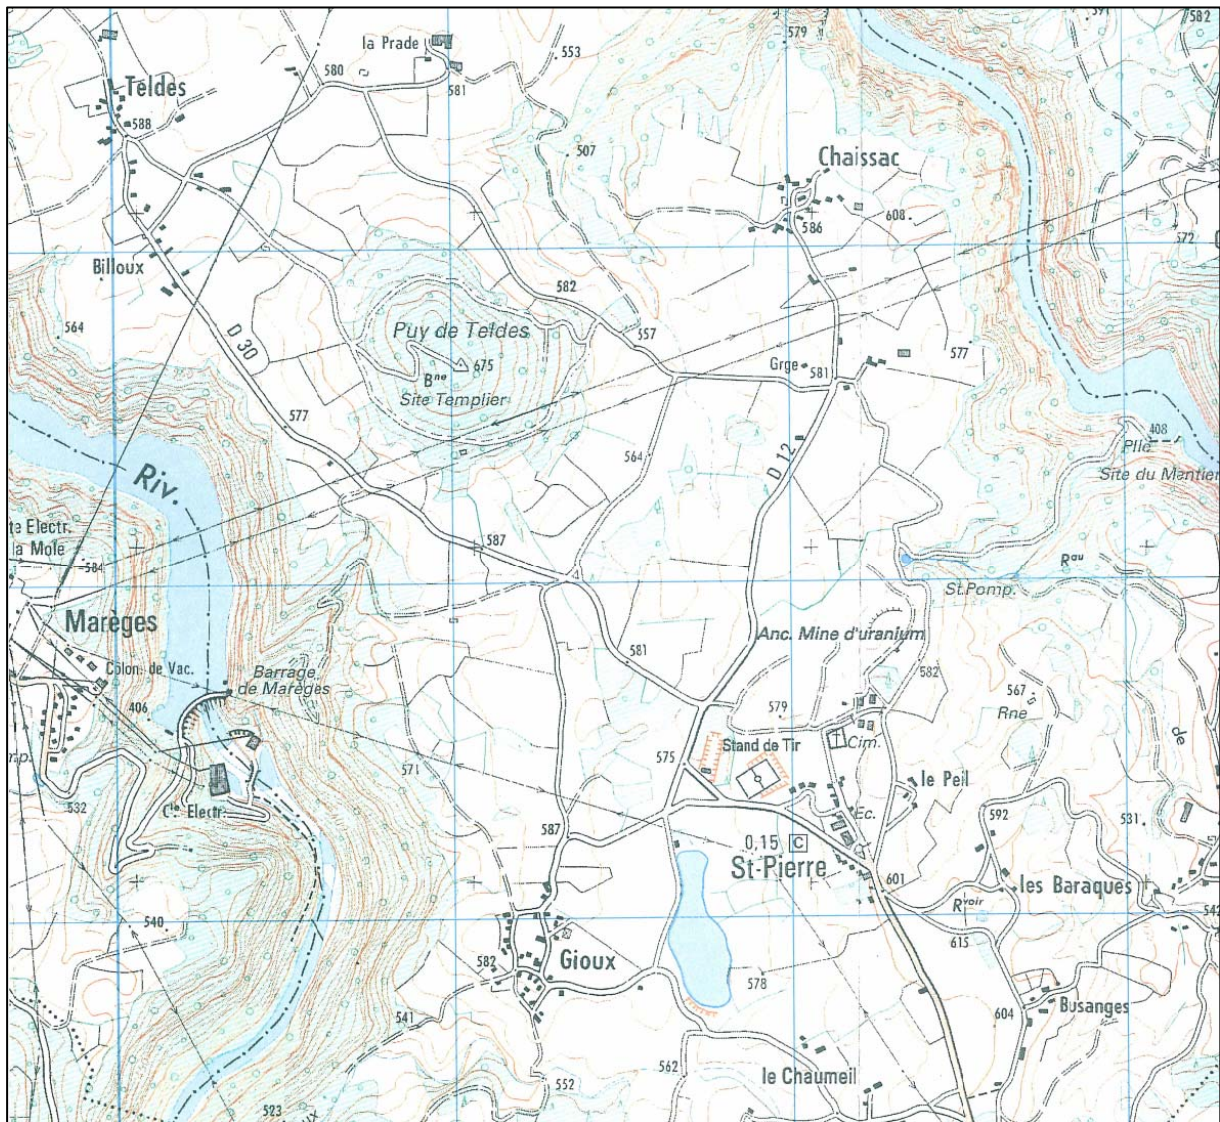 579
591
582
la Prade
553
580
581
Teldes
588
507
Chaissac
586
608
572
Billoux
582
564
D 30
Puy de Teldes
557
675
Bne
Site Templier
Grge
581
577
577
408
Plle
Site du Mentier
564
D 12
Riv.
587
te Electr.
la Mole
584
Rau
St.Pomp.
Marèges
Anc. Mine d'uranium
Colon. de Vac.
Barrage
de Marèges
581
582
567
Rne
406
579
Stand de Tir
Cim.
de
571
575
532
Cle Electr.
le Peil
Ec.
592
531
587
0,15 C
St-Pierre
601
les Baraques
Rvoir
540
542
615
582
Gioux
578
604
Busanges
541
562
le Chaumeil
552
523